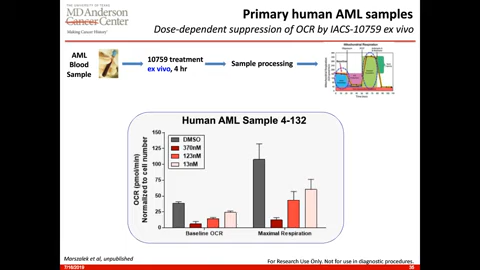 THE UNIVERSITY OF TEXAS
MDAnderson
Cancer Center
Making Cancer History®
Primary human AML samples
Dose-dependent suppression of OCR by IACS-10759 ex vivo
AML
Blood
Sample
10759 treatment
ex vivo, 4 hr
Sample processing
Mitochondrial Respiration
Human AML Sample 4-132
OCR (pmol/min)
Normalized to cell number
150
125
100
75
50
25
0
DMSO
370nM
123nM
13nM
Baseline OCR
Maximal Respiration
Marszalek et al, unpublished
For Research Use Only. Not for use in diagnostic procedures.
7/16/2019